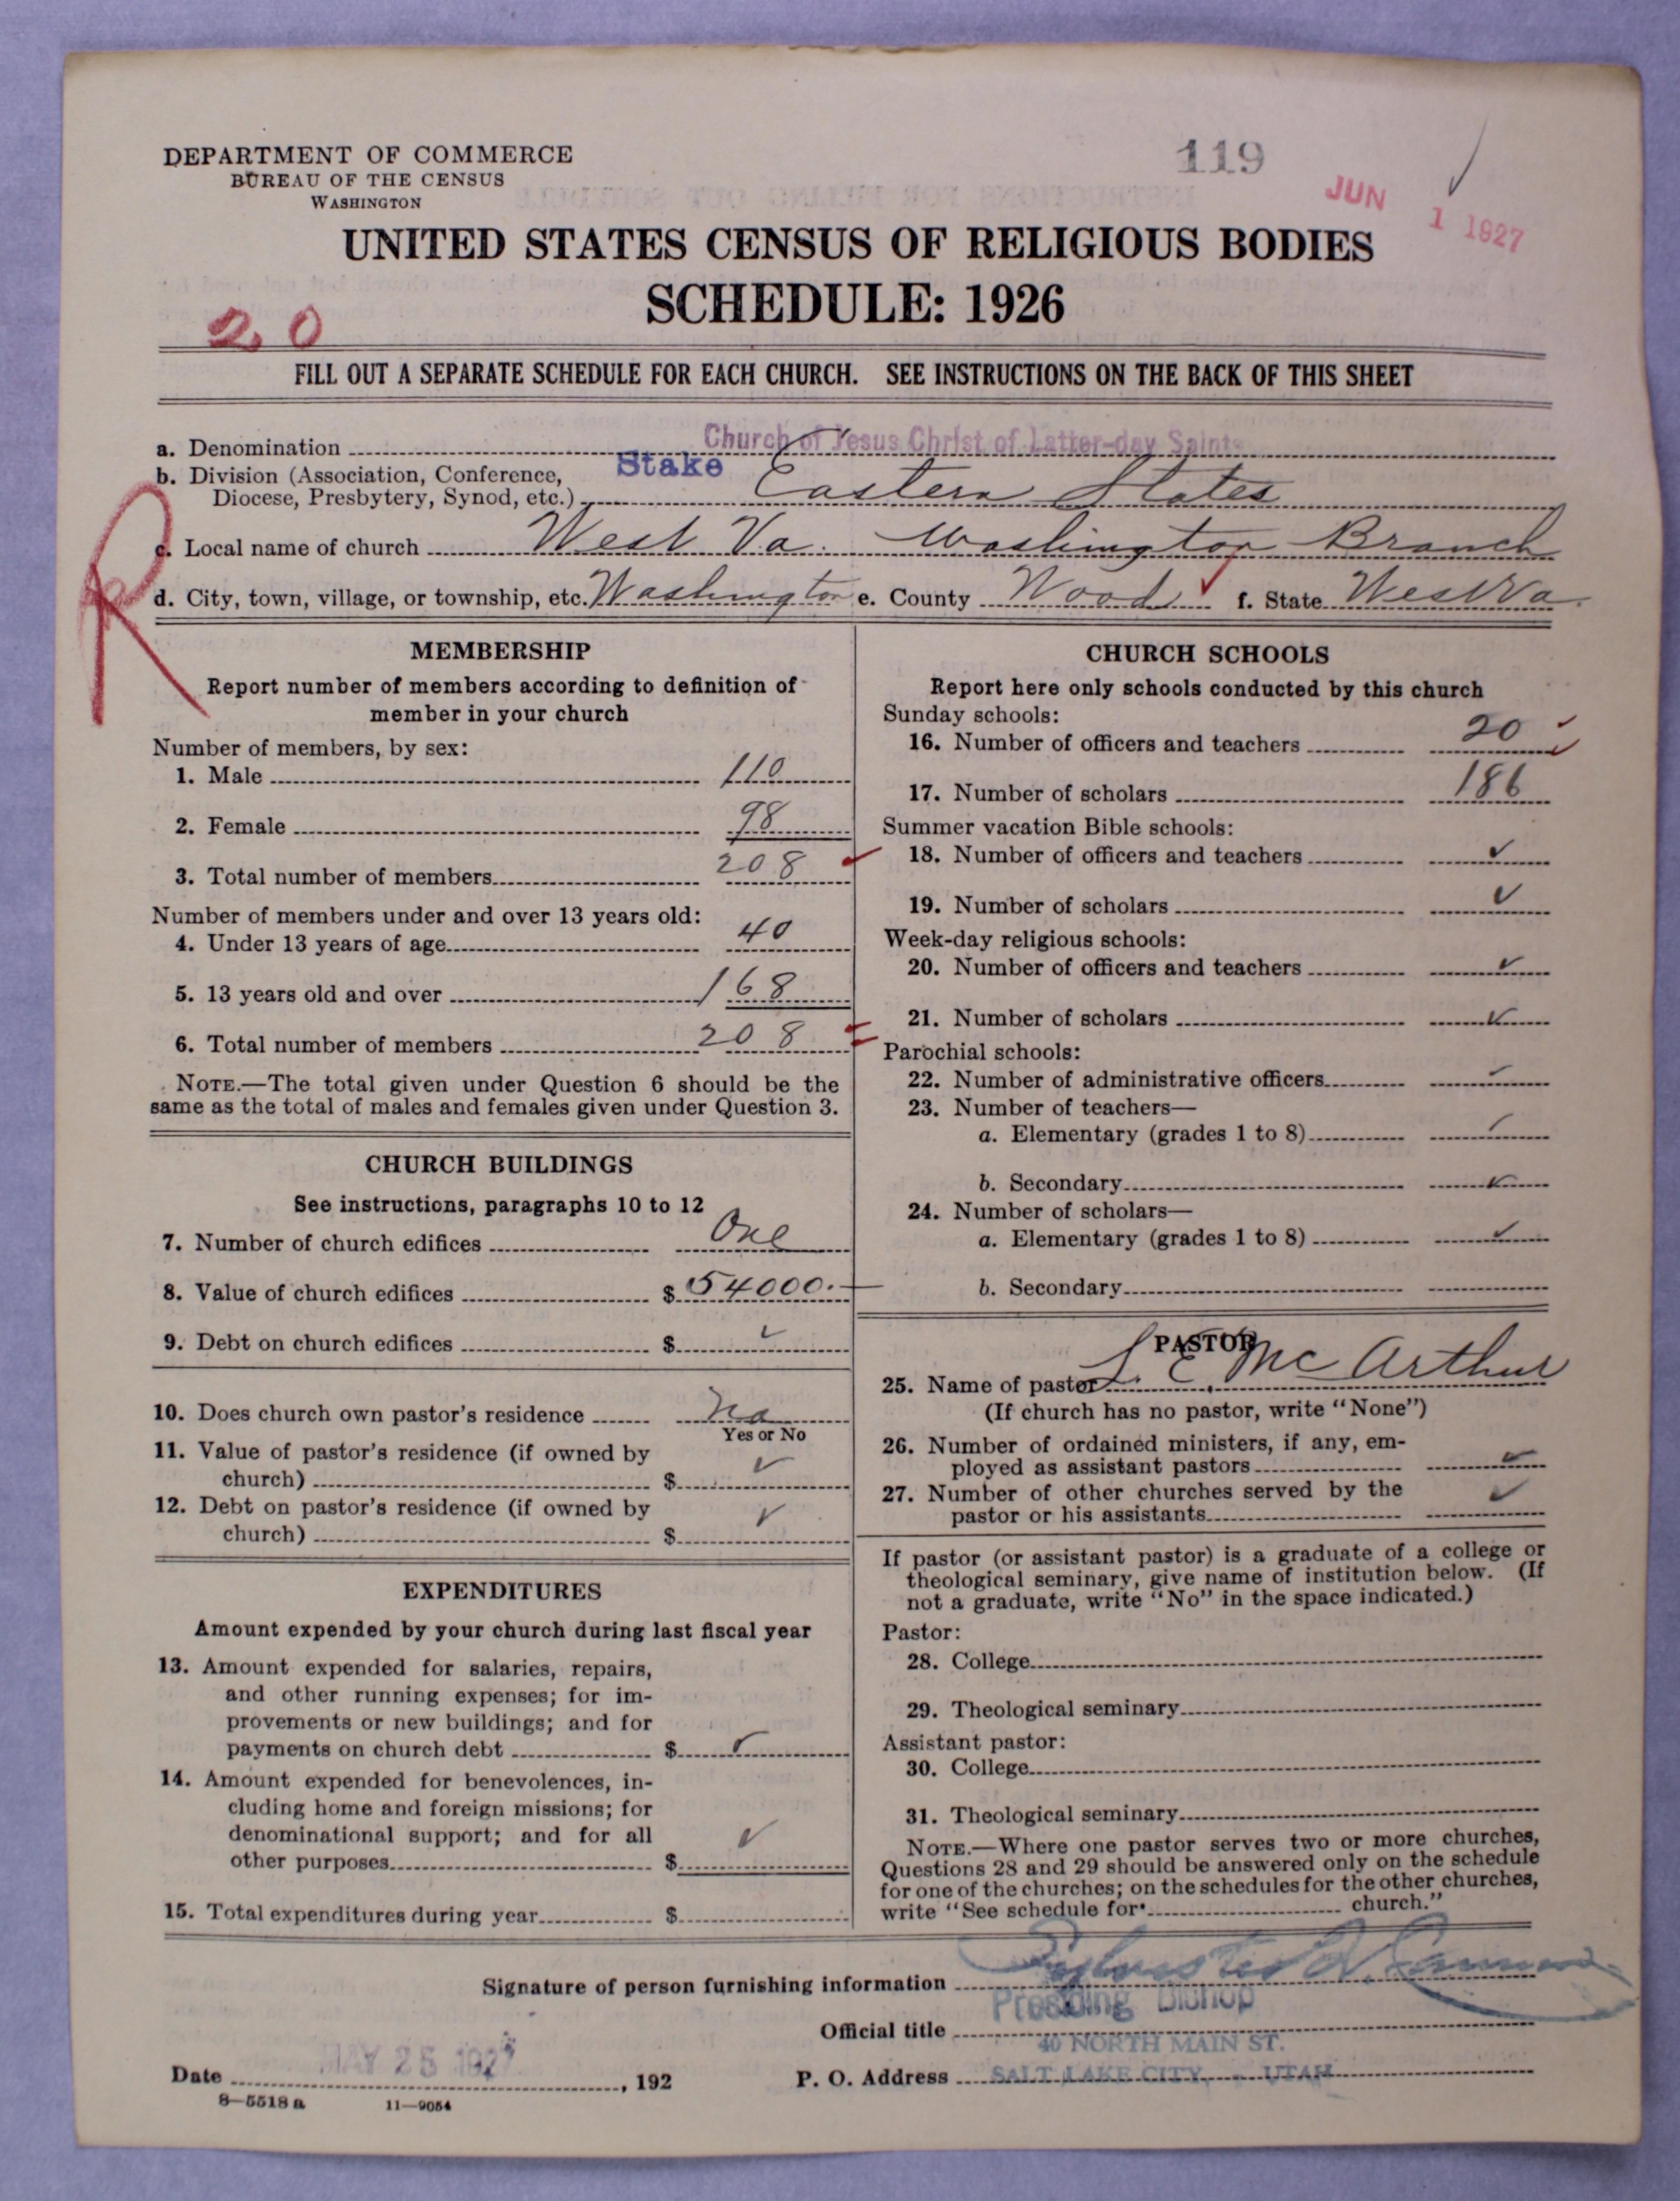 DEPARTMENT OF COMMERCE
BUREAU OF THE CENSUS
WASHINGTON
119
JUN 1 1927
UNITED STATES CENSUS OF RELIGIOUS BODIES
SCHEDULE: 1926
20
FILL OUT A SEPARATE SCHEDULE FOR EACH CHURCH. SEE INSTRUCTIONS ON THE BACK OF THIS SHEET
a. Denomination Church of Jesus Christ of Latter-day Saints
b. Division (Association, Conference, Stake
Diocese, Presbytery, Synod, etc.) Eastern States
R
c. Local name of church West Va. Washington Branch
d. City, town, village, or township, etc. Washington e. County Wood f. State West Va.
MEMBERSHIP
Report number of members according to definition of
member in your church
Number of members, by sex:
1. Male 110
2. Female 98
3. Total number of members 208
Number of members under and over 13 years old:
4. Under 13 years of age 40
5. 13 years old and over 168
6. Total number of members 208
NOTE.—The total given under Question 6 should be the
same as the total of males and females given under Question 3.
CHURCH BUILDINGS
See instructions, paragraphs 10 to 12
7. Number of church edifices One
8. Value of church edifices $ 54000.—
9. Debt on church edifices $ ✓
10. Does church own pastor's residence no
Yes or No
11. Value of pastor's residence (if owned by
church) $ ✓
12. Debt on pastor's residence (if owned by
church) $ ✓
EXPENDITURES
Amount expended by your church during last fiscal year
13. Amount expended for salaries, repairs,
and other running expenses; for im-
provements or new buildings; and for
payments on church debt $ ✓
14. Amount expended for benevolences, in-
cluding home and foreign missions; for
denominational support; and for all
other purposes $ ✓
15. Total expenditures during year $
CHURCH SCHOOLS
Report here only schools conducted by this church
Sunday schools:
16. Number of officers and teachers 20
17. Number of scholars 186
Summer vacation Bible schools:
18. Number of officers and teachers ✓
19. Number of scholars ✓
Week-day religious schools:
20. Number of officers and teachers ✓
21. Number of scholars ✓
Parochial schools:
22. Number of administrative officers ✓
23. Number of teachers—
a. Elementary (grades 1 to 8) ✓
b. Secondary ✓
24. Number of scholars—
a. Elementary (grades 1 to 8) ✓
b. Secondary
PASTOR
25. Name of pastor L. E. McArthur
(If church has no pastor, write "None")
26. Number of ordained ministers, if any, em-
ployed as assistant pastors ✓
27. Number of other churches served by the
pastor or his assistants ✓
If pastor (or assistant pastor) is a graduate of a college or
theological seminary, give name of institution below. (If
not a graduate, write "No" in the space indicated.)
Pastor:
28. College
29. Theological seminary
Assistant pastor:
30. College
31. Theological seminary
NOTE.—Where one pastor serves two or more churches,
Questions 28 and 29 should be answered only on the schedule
for one of the churches; on the schedules for the other churches,
write "See schedule for church."
Signature of person furnishing information Sylvester Q. Cannon
Presiding Bishop
Official title
40 NORTH MAIN ST.
Date MAY 25 1927, 192
P. O. Address SALT LAKE CITY, UTAH
8—5518 a 11—9054